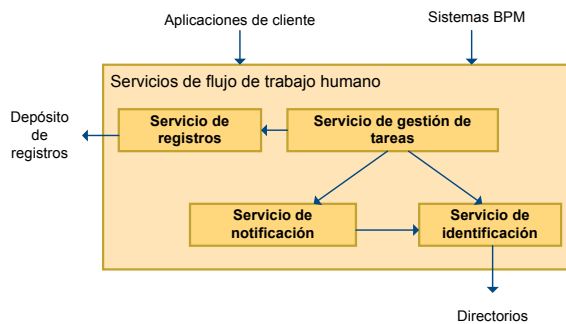 Aplicaciones de cliente
Sistemas BPM
Servicios de flujo de trabajo humano
Depósito
de
registros
Servicio de
registros
Servicio de gestión de
tareas
Servicio de
notificación
Servicio de
identificación
Directorios